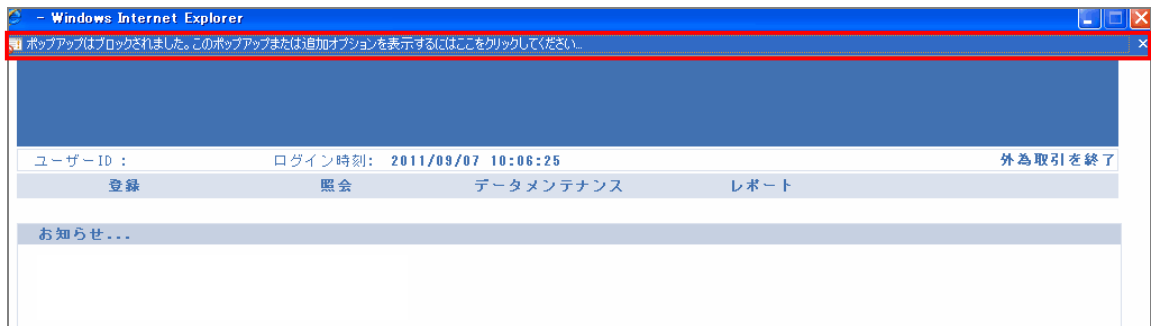 - Windows Internet Explorer
ポップアップはブロックされました。このポップアップまたは追加オプションを表示するにはここをクリックしてください...
ユーザーID : ログイン時刻: 2011/09/07 10:06:25 外為取引を終了
登録 照会 データメンテナンス レポート
お知らせ...